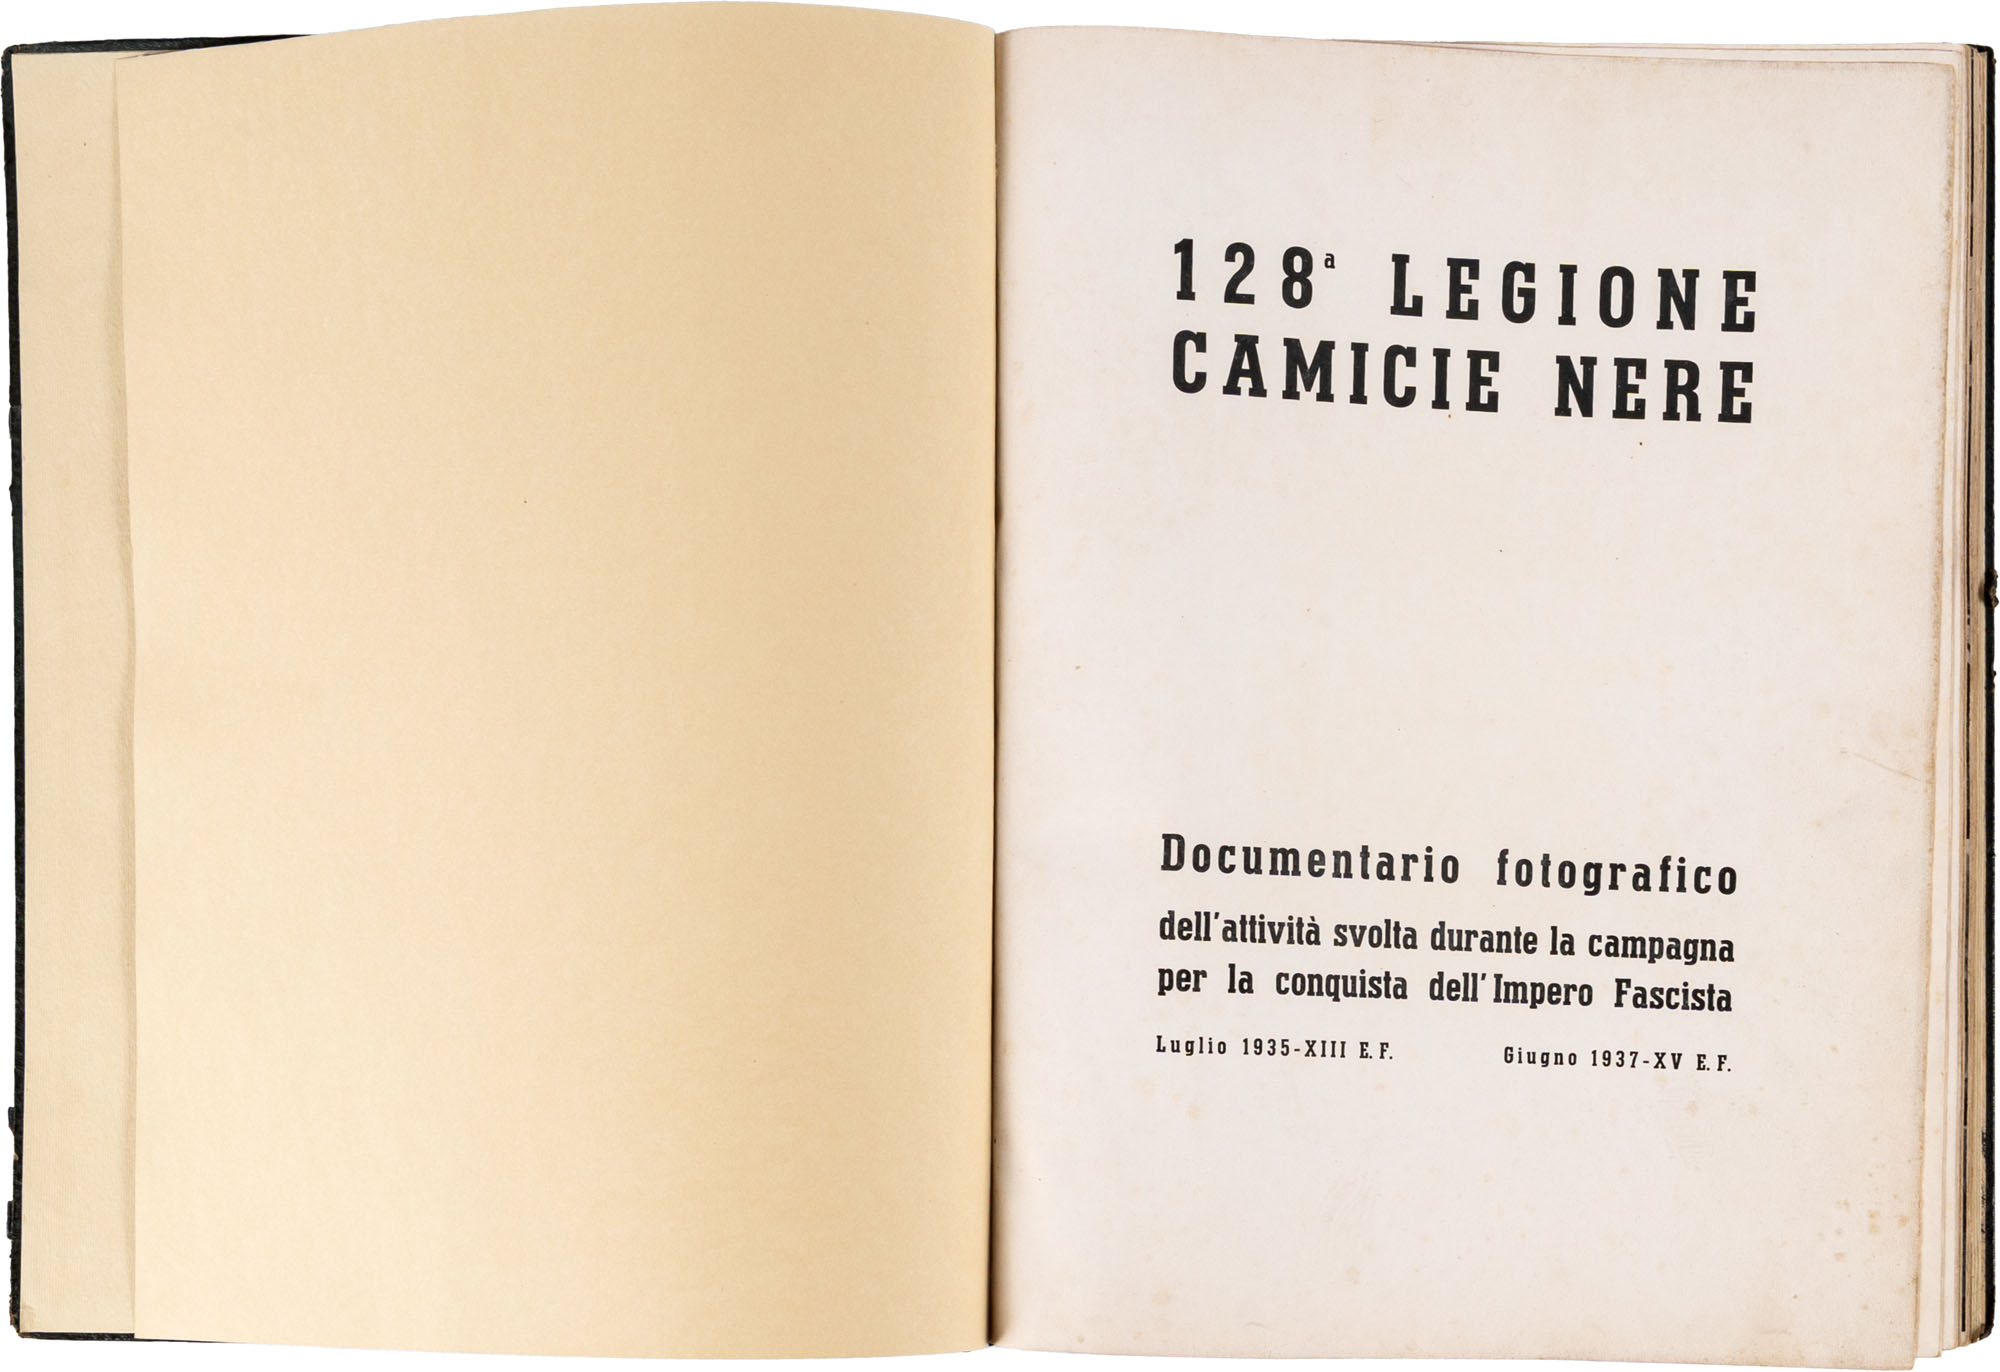 128ª LEGIONE
CAMICIE NERE
Documentario fotografico
dell'attività svolta durante la campagna
per la conquista dell'Impero Fascista
Luglio 1935-XIII E. F. Giugno 1937-XV E. F.